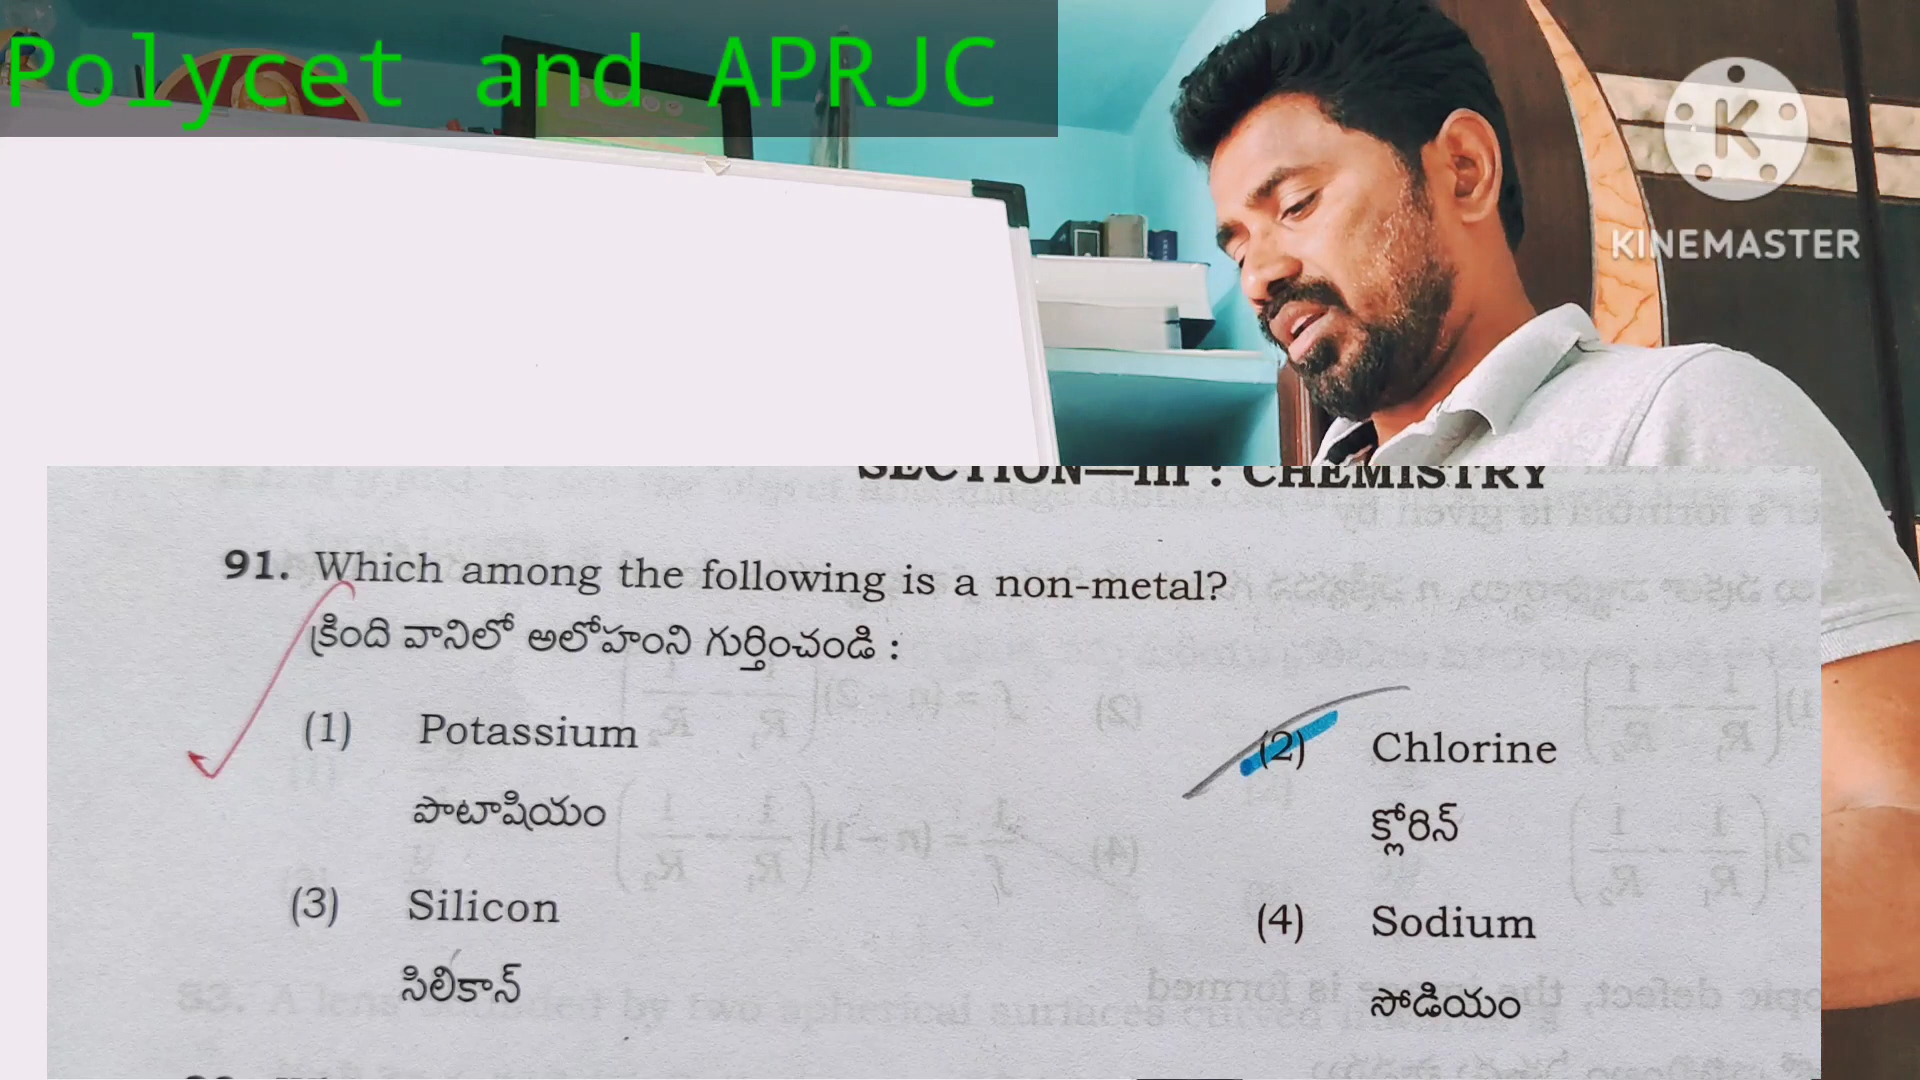 Polycet and APRJC
K
KINEMASTER
SECTION—III : CHEMISTRY
91. Which among the following is a non-metal?
క్రింది వానిలో అలోహంని గుర్తించండి :
(1) Potassium
పొటాషియం
(2) Chlorine
క్లోరిన్
(3) Silicon
సిలికాన్
(4) Sodium
సోడియం